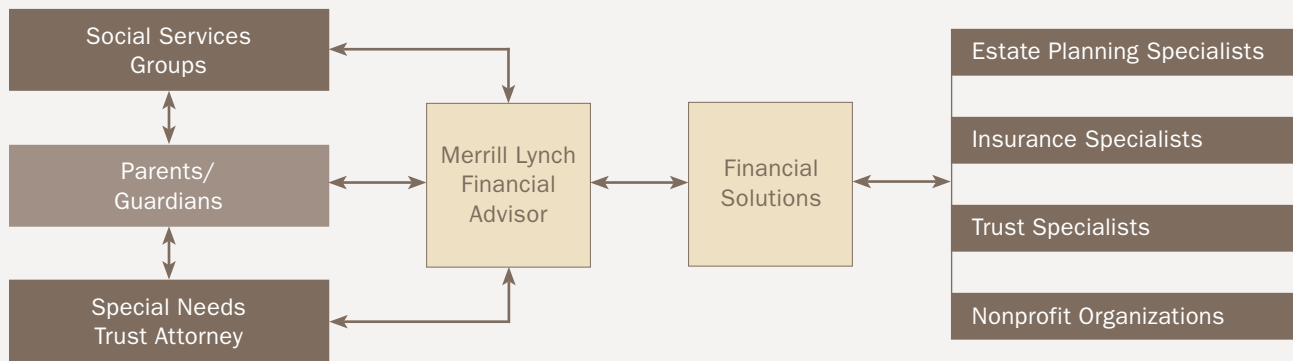 Social Services
Groups
Parents/
Guardians
Special Needs
Trust Attorney
Merrill Lynch
Financial
Advisor
Financial
Solutions
Estate Planning Specialists
Insurance Specialists
Trust Specialists
Nonprofit Organizations